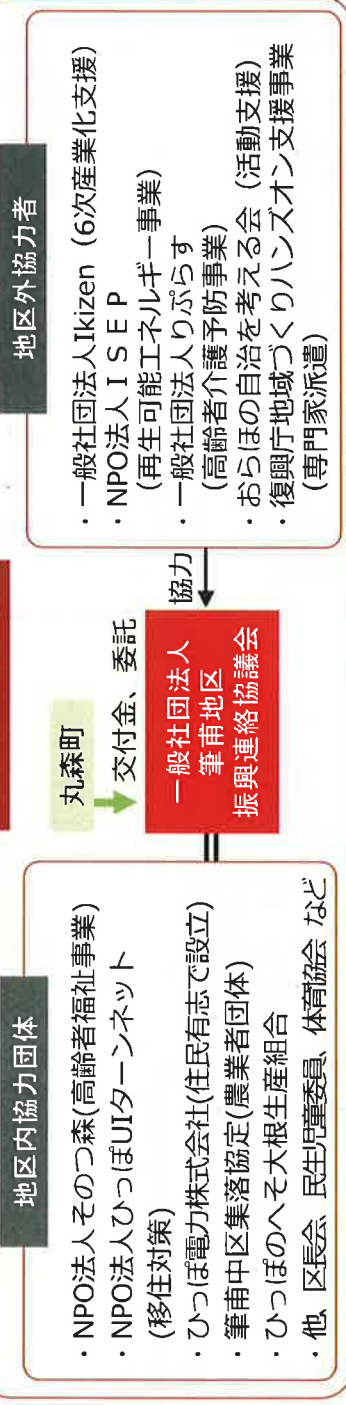 地区内協力団体
・NPO法人そのつ森(高齢者福祉事業)
・NPO法人ひっぽUIターンネット
(移住対策)
・ひっぽ電力株式会社(住民有志で設立)
・筆甫中区集落協定(農業者団体)
・ひっぽのへそ大根生産組合
・他、区長会、民生児童委員、体育協会 など
丸森町
交付金、委託
一般社団法人
筆甫地区
振興連絡協議会
協力
地区外協力者
・一般社団法人Ikizen（6次産業化支援）
・NPO法人ＩＳＥＰ
(再生可能エネルギー事業)
・一般社団法人りぷらす
(高齢者介護予防事業)
・おらほの自治を考える会（活動支援）
・復興庁地域づくりハンズオン支援事業
(専門家派遣)